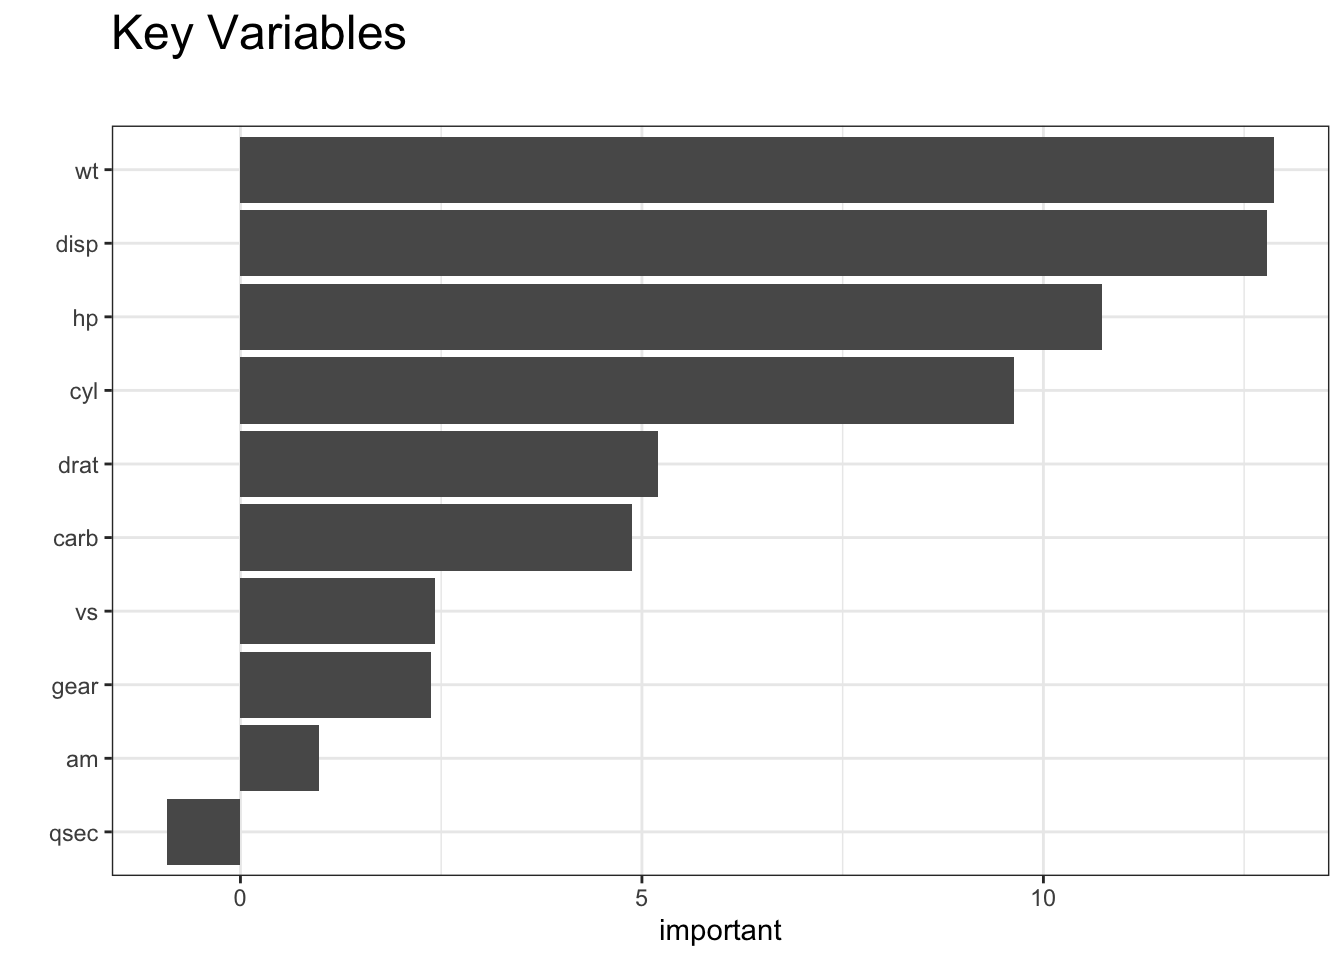 Key Variables
wt
disp
hp
cyl
drat
carb
vs
gear
am
qsec
0 5 10
important